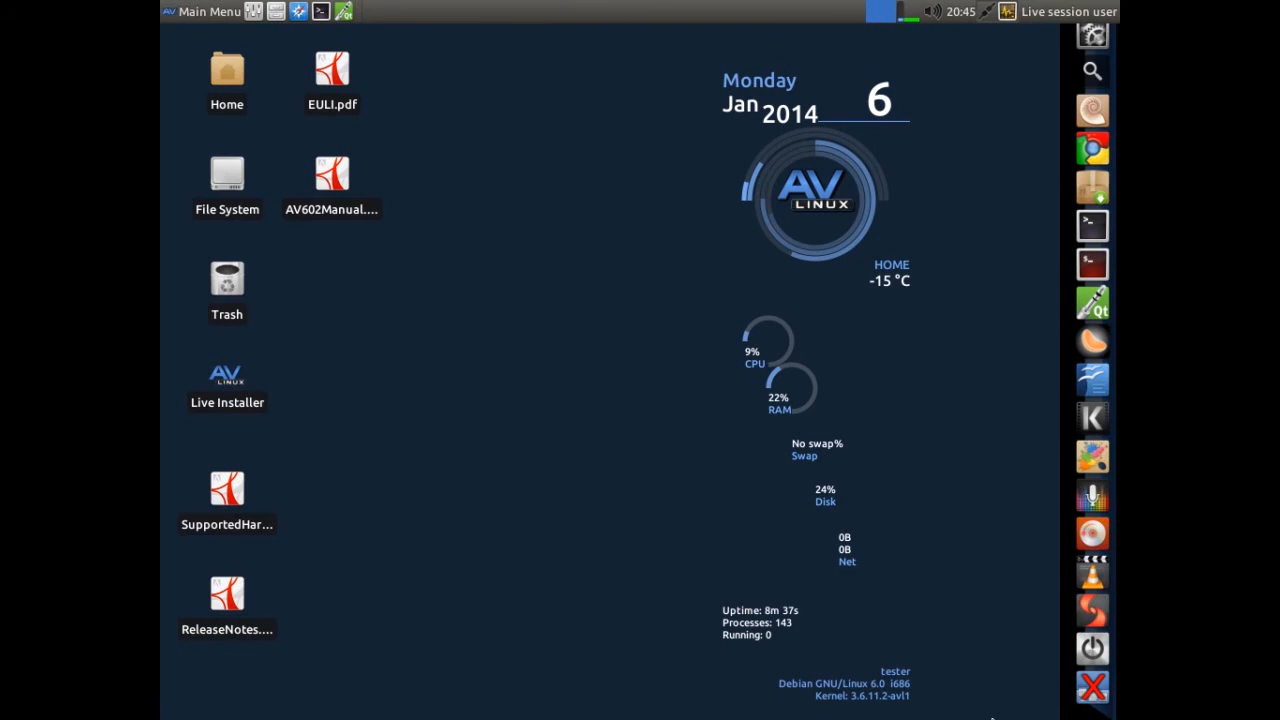 AV Main Menu
20:45
Live session user
Home
EULI.pdf
File System
AV602Manual....
Trash
AV
LINUX
Live Installer
SupportedHar...
ReleaseNotes....
Monday
Jan 2014 6
AV
LINUX
HOME
-15 °C
9%
CPU
22%
RAM
No swap%
Swap
24%
Disk
0B
0B
Net
Uptime: 8m 37s
Processes: 143
Running: 0
tester
Debian GNU/Linux 6.0 i686
Kernel: 3.6.11.2-avl1
>_
$_
Qt
K